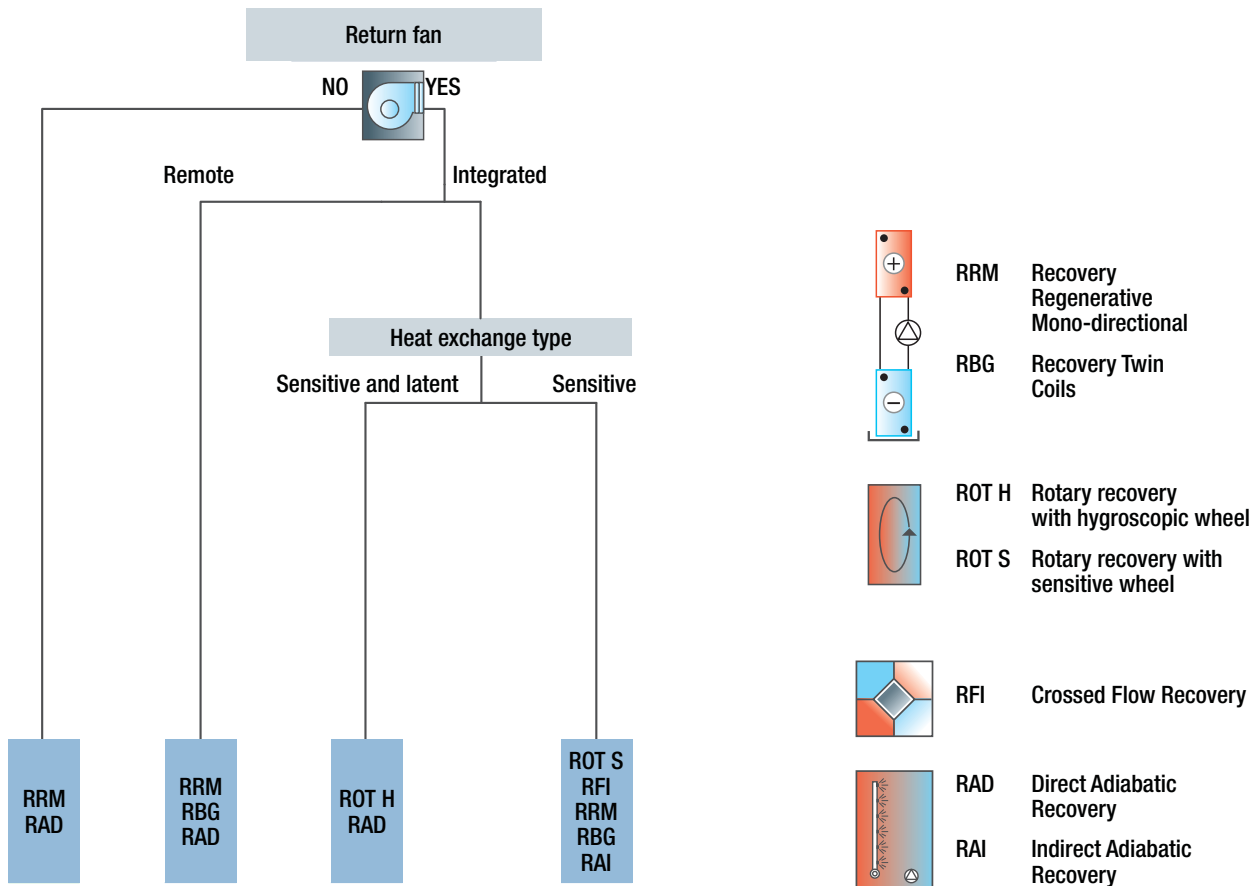 Return fan
NO
YES
Remote
Integrated
Heat exchange type
Sensitive and latent
Sensitive
RRM
RAD
RRM
RBG
RAD
ROT H
RAD
ROT S
RFI
RRM
RBG
RAI
RRM Recovery
Regenerative
Mono-directional
RBG Recovery Twin
Coils
ROT H Rotary recovery
with hygroscopic wheel
ROT S Rotary recovery with
sensitive wheel
RFI Crossed Flow Recovery
RAD Direct Adiabatic
Recovery
RAI Indirect Adiabatic
Recovery